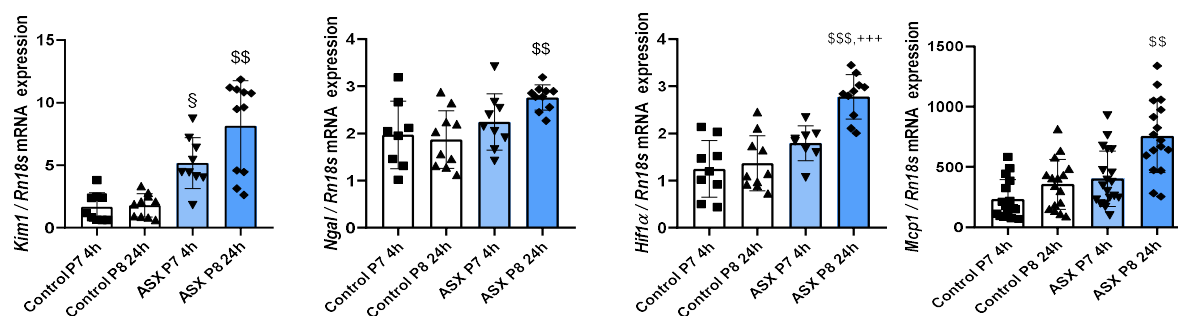 Kim1 / Rn18s mRNA expression
15
10
5
0
§
$$
Control P7 4h
Control P8 24h
ASX P7 4h
ASX P8 24h
Ngal / Rn18s mRNA expression
4
3
2
1
0
$$
Control P7 4h
Control P8 24h
ASX P7 4h
ASX P8 24h
Hif1α / Rn18s mRNA expression
4
3
2
1
0
$$$,+++
Control P7 4h
Control P8 24h
ASX P7 4h
ASX P8 24h
Mcp1 / Rn18s mRNA expression
1500
1000
500
0
$$
Control P7 4h
Control P8 24h
ASX P7 4h
ASX P8 24h